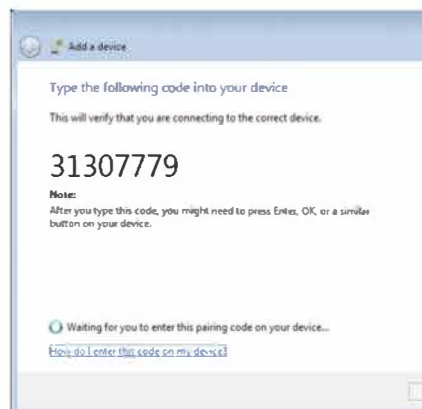 Add a device
Type the following code into your device
This will verify that you are connecting to the correct device.
31307779
Note:
After you type this code, you might need to press Enter, OK, or a similar
button on your device.
Waiting for you to enter this pairing code on your device...
How do I enter this code on my device?